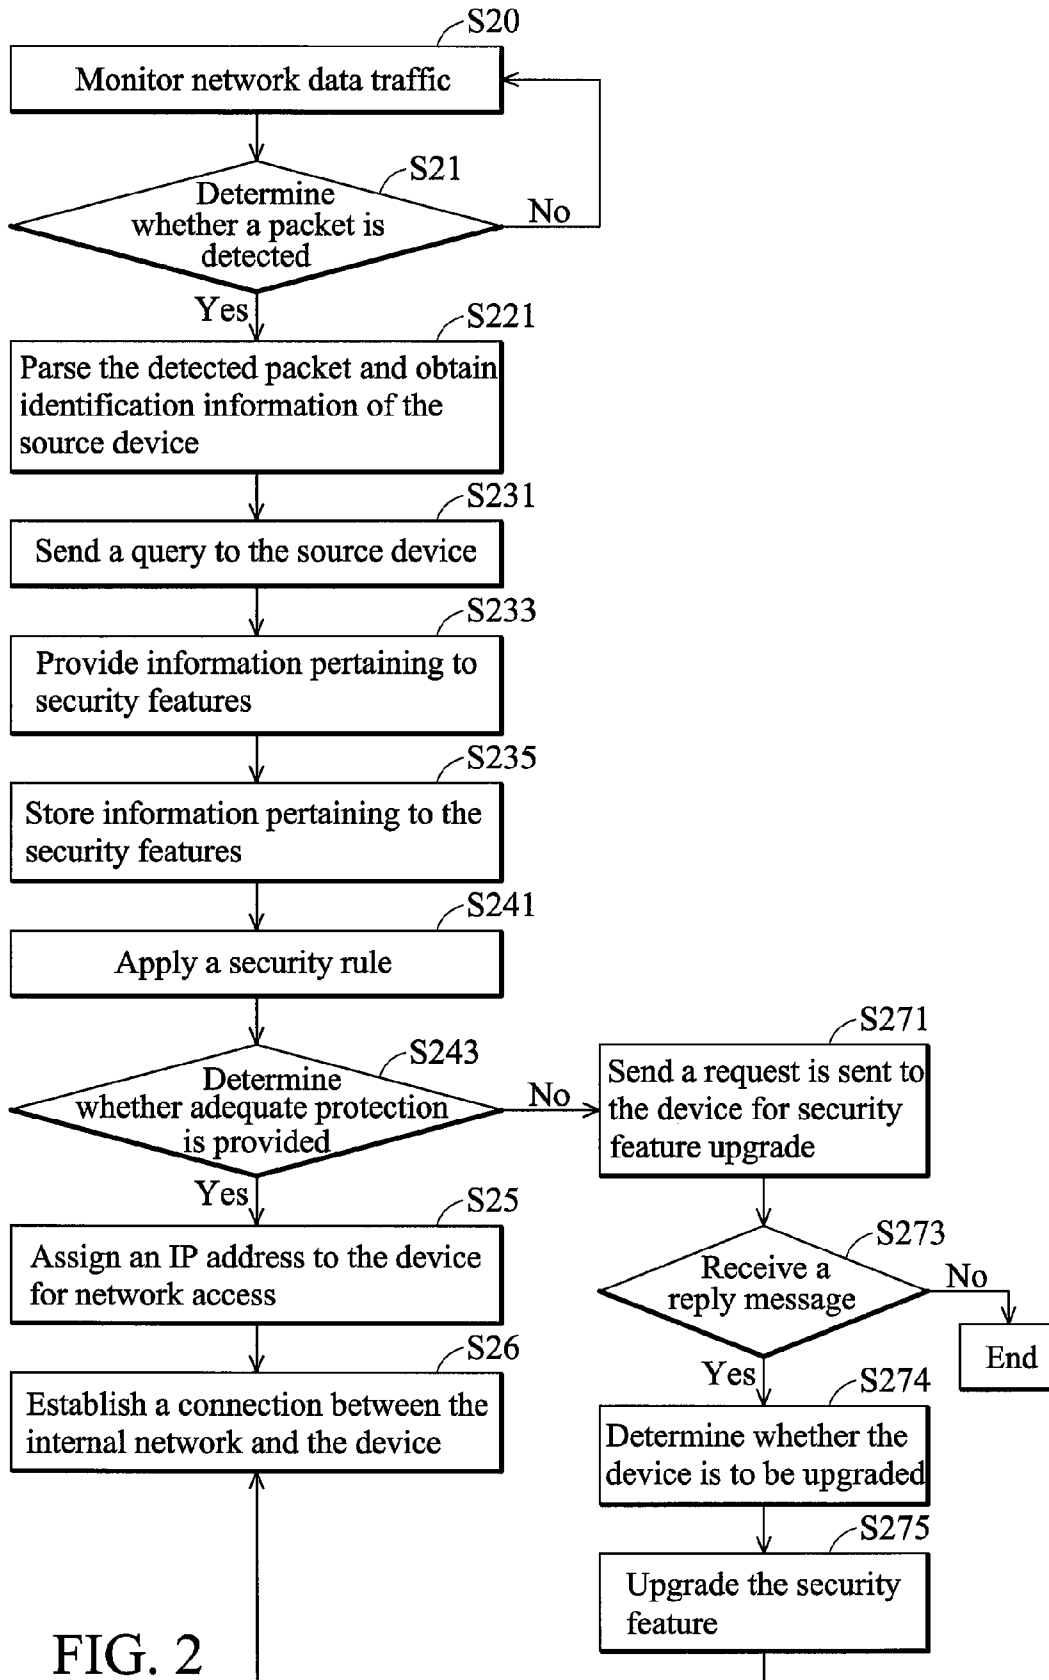 S20
Monitor network data traffic
S21
Determine
whether a packet is
detected
No
Yes
S221
Parse the detected packet and obtain
identification information of the
source device
S231
Send a query to the source device
S233
Provide information pertaining to
security features
S235
Store information pertaining to the
security features
S241
Apply a security rule
S243
Determine
whether adequate protection
is provided
No
Yes
S271
Send a request is sent to
the device for security
feature upgrade
S25
Assign an IP address to the device
for network access
S273
Receive a
reply message
No
End
Yes
S26
Establish a connection between the
internal network and the device
S274
Determine whether the
device is to be upgraded
S275
Upgrade the security
feature
FIG. 2